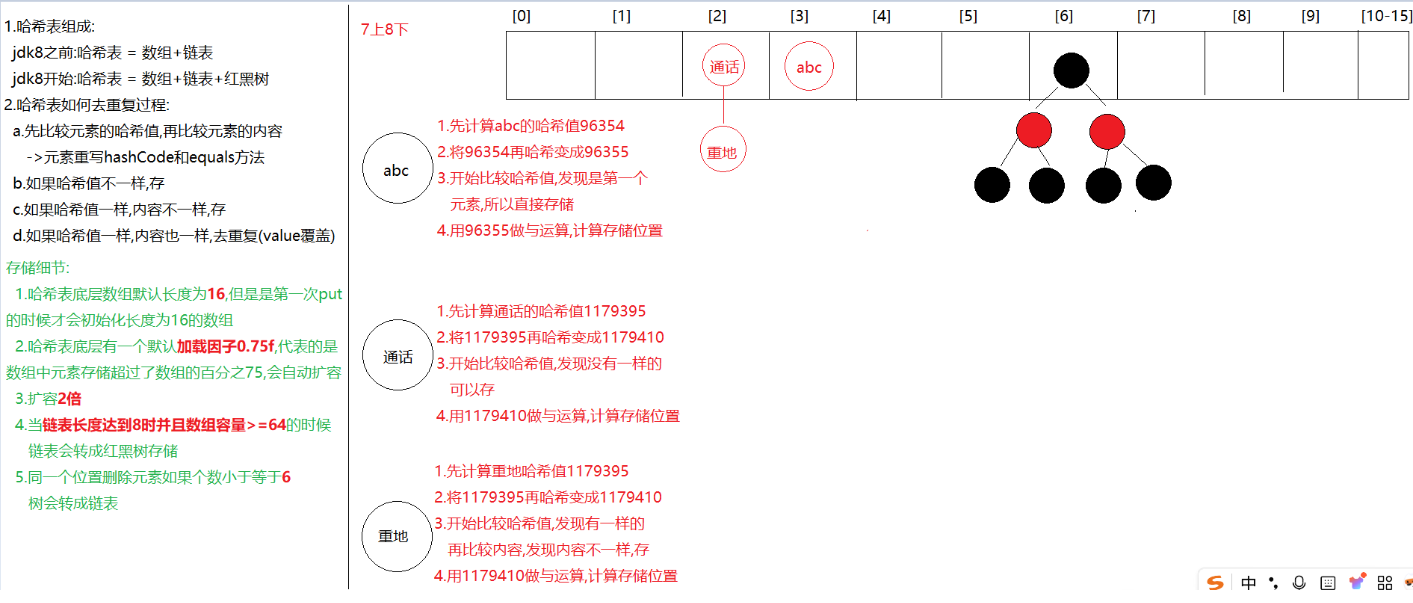 1.哈希表组成:
jdk8之前:哈希表 = 数组+链表
jdk8开始:哈希表 = 数组+链表+红黑树
2.哈希表如何去重复过程:
a.先比较元素的哈希值,再比较元素的内容
->元素重写hashCode和equals方法
b.如果哈希值不一样,存
c.如果哈希值一样,内容不一样,存
d.如果哈希值一样,内容也一样,去重复(value覆盖)
存储细节:
1.哈希表底层数组默认长度为16,但是是第一次put
的时候才会初始化长度为16的数组
2.哈希表底层有一个默认加载因子0.75f,代表的是
数组中元素存储超过了数组的百分之75,会自动扩容
3.扩容2倍
4.当链表长度达到8时并且数组容量>=64的时候
链表会转成红黑树存储
5.同一个位置删除元素如果个数小于等于6
树会转成链表
7上8下
[0] [1] [2] [3] [4] [5] [6] [7] [8] [9] [10-15]
通话 abc
重地
abc
1.先计算abc的哈希值96354
2.将96354再哈希变成96355
3.开始比较哈希值,发现是第一个
元素,所以直接存储
4.用96355做与运算,计算存储位置
通话
1.先计算通话的哈希值1179395
2.将1179395再哈希变成1179410
3.开始比较哈希值,发现没有一样的
可以存
4.用1179410做与运算,计算存储位置
重地
1.先计算重地哈希值1179395
2.将1179395再哈希变成1179410
3.开始比较哈希值,发现有一样的
再比较内容,发现内容不一样,存
4.用1179410做与运算,计算存储位置
S 中